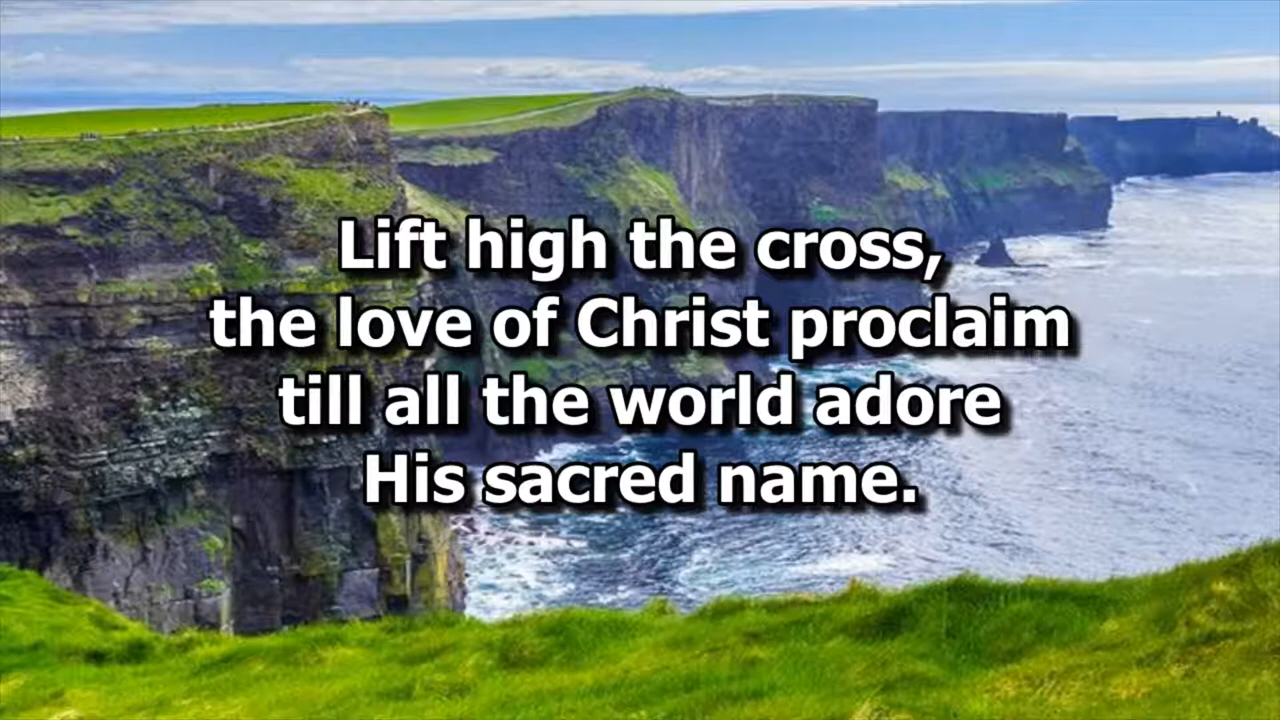 Lift high the cross,
the love of Christ proclaim
till all the world adore
His sacred name.